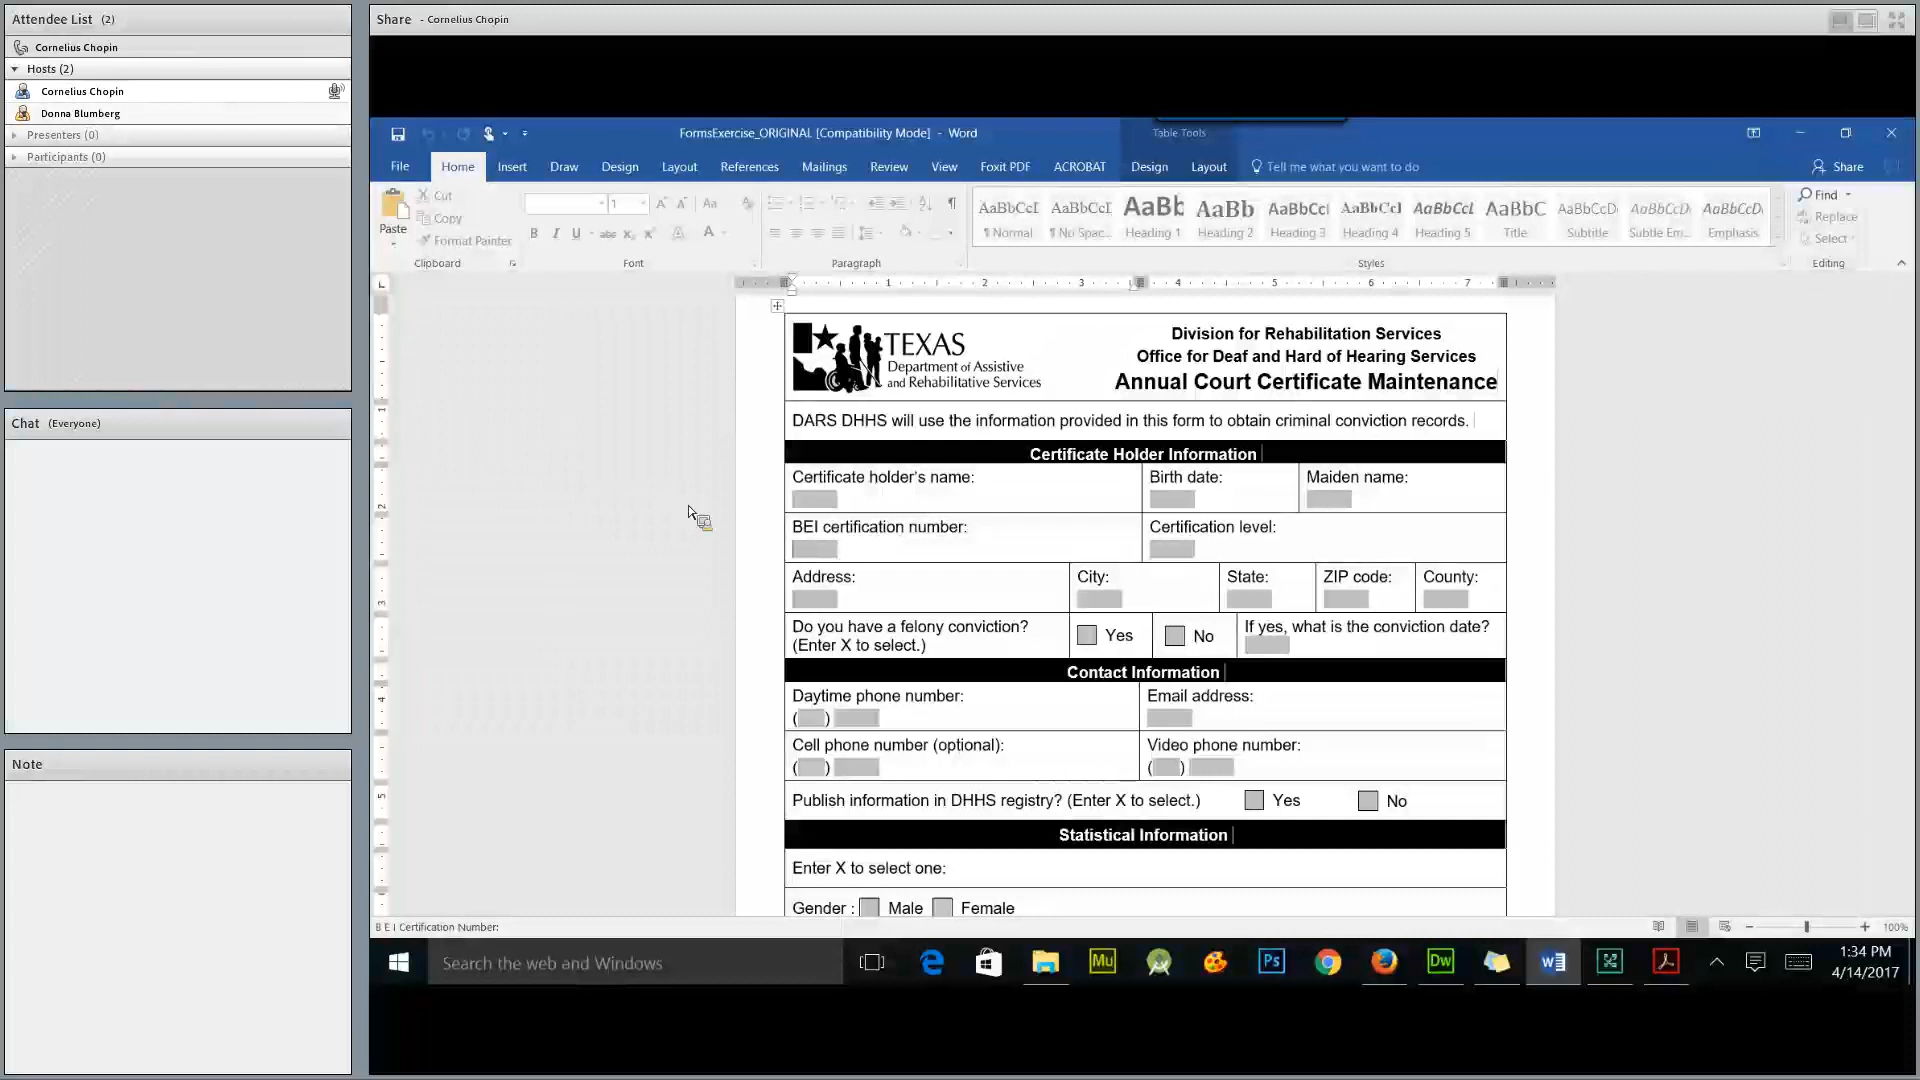 Attendee List (2)
Cornelius Chopin
Hosts (2)
Cornelius Chopin
Donna Blumberg
Presenters (0)
Participants (0)
Chat (Everyone)
Note
Share - Cornelius Chopin
FormsExercise_ORIGINAL [Compatibility Mode] - Word
Table Tools
File Home Insert Draw Design Layout References Mailings Review View Foxit PDF ACROBAT Design Layout Tell me what you want to do Share
Paste
Cut
Copy
Format Painter
Clipboard
1
Font
Paragraph
AaBbCcI AaBbCcI AaBb AaBb AaBbCcI AaBbCcI AaBbCcI AaBbC AaBbCcD AaBbCcD AaBbCcD
¶ Normal ¶ No Spac... Heading 1 Heading 2 Heading 3 Heading 4 Heading 5 Title Subtitle Subtle Em... Emphasis
Styles
Find
Replace
Select
Editing
1 2 3 4 5 6 7
TEXAS
Department of Assistive
and Rehabilitative Services
Division for Rehabilitation Services
Office for Deaf and Hard of Hearing Services
Annual Court Certificate Maintenance
DARS DHHS will use the information provided in this form to obtain criminal conviction records.
Certificate Holder Information
Certificate holder's name: Birth date: Maiden name:
BEI certification number: Certification level:
Address: City: State: ZIP code: County:
Do you have a felony conviction?
(Enter X to select.)
Yes No
If yes, what is the conviction date?
Contact Information
Daytime phone number: Email address:
( )
Cell phone number (optional): Video phone number:
( ) ( )
Publish information in DHHS registry? (Enter X to select.) Yes No
Statistical Information
Enter X to select one:
Gender : Male Female
B E I Certification Number:
100%
Search the web and Windows
Mu
Ps
Dw
1:34 PM
4/14/2017